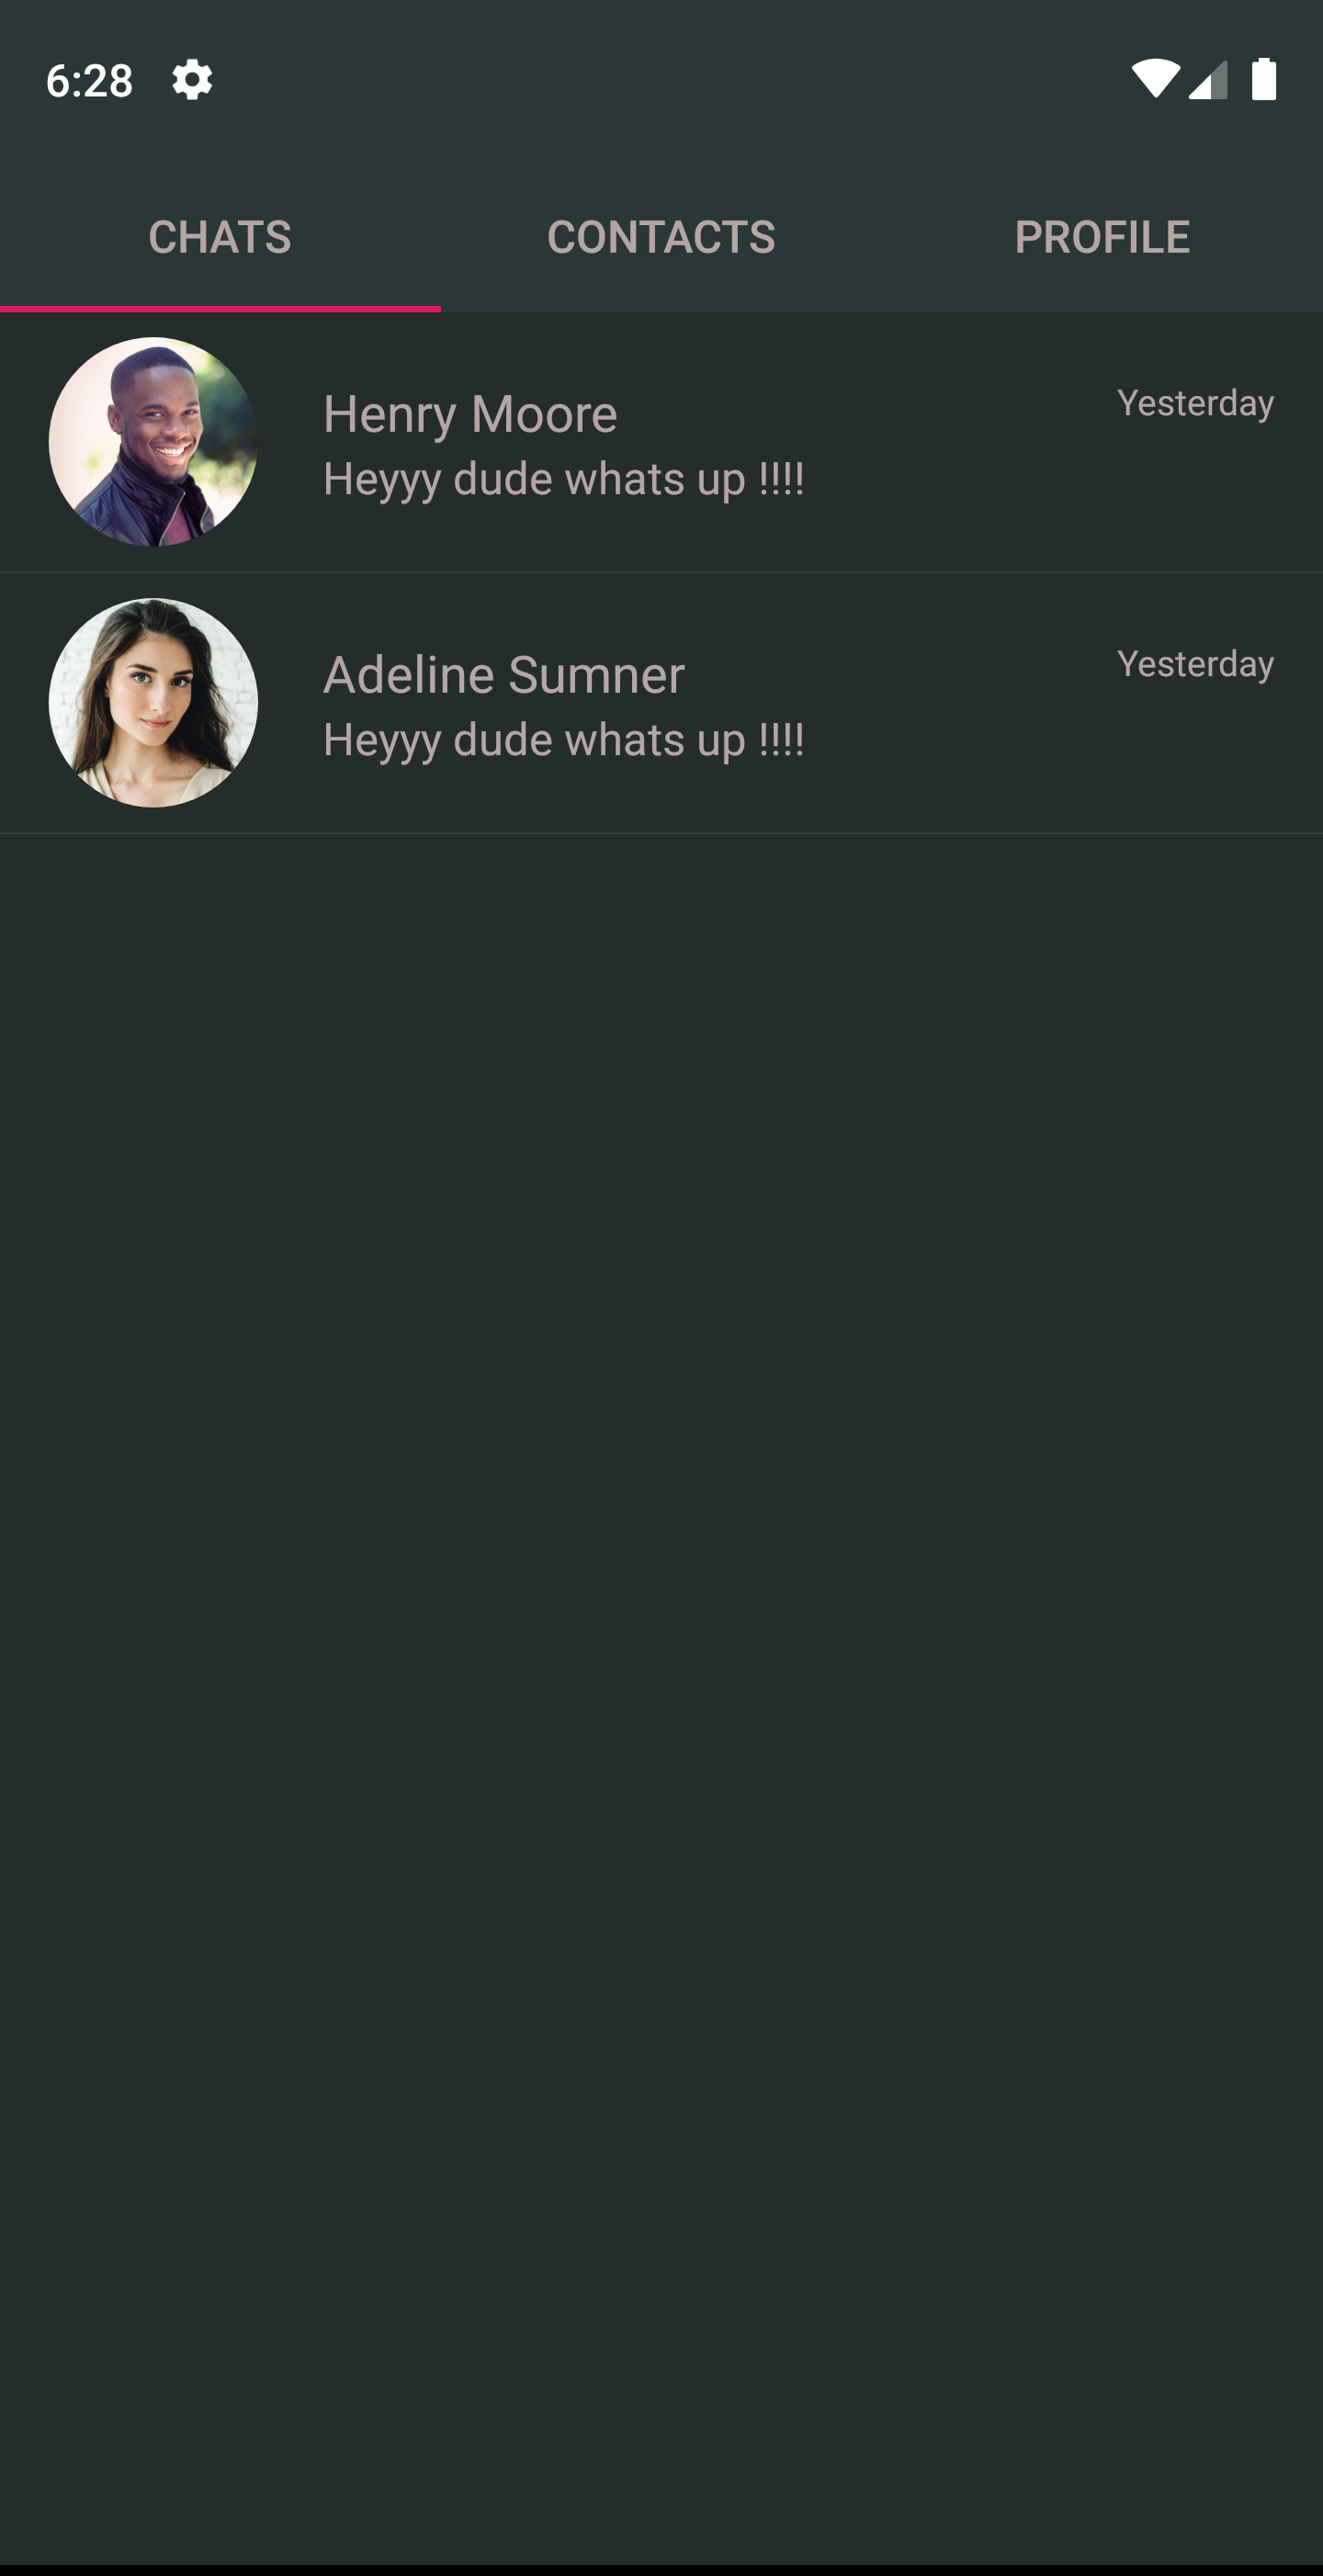 6:28
CHATS CONTACTS PROFILE
Henry Moore Yesterday
Heyyy dude whats up !!!!
Adeline Sumner Yesterday
Heyyy dude whats up !!!!